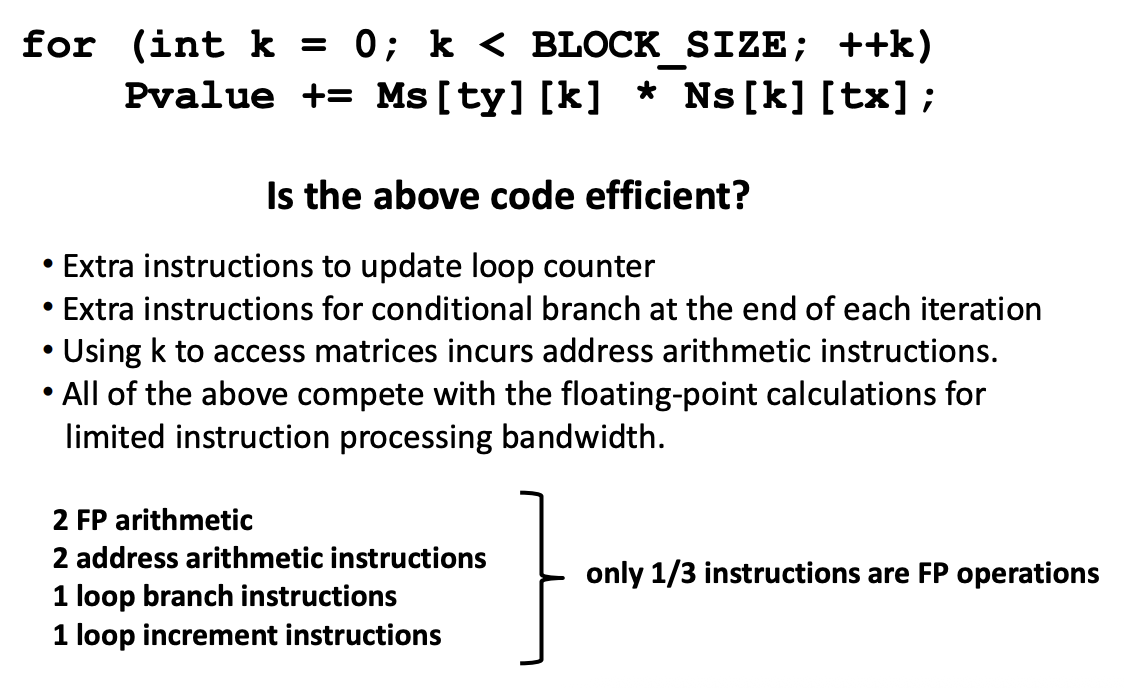 for (int k = 0; k < BLOCK_SIZE; ++k)
Pvalue += Ms[ty][k] * Ns[k][tx];
Is the above code efficient?
• Extra instructions to update loop counter
• Extra instructions for conditional branch at the end of each iteration
• Using k to access matrices incurs address arithmetic instructions.
• All of the above compete with the floating-point calculations for
limited instruction processing bandwidth.
2 FP arithmetic
2 address arithmetic instructions
1 loop branch instructions
1 loop increment instructions
only 1/3 instructions are FP operations